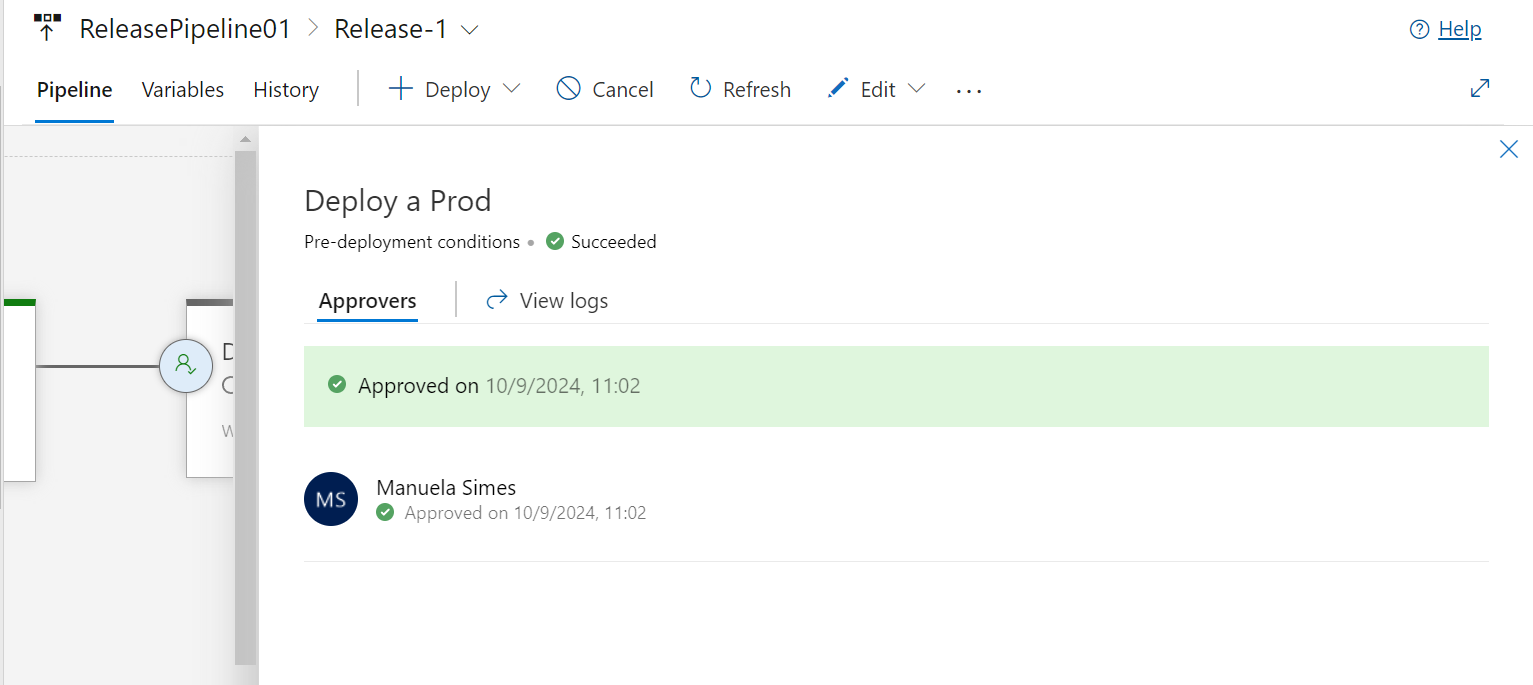 ReleasePipeline01 > Release-1
Help
Pipeline Variables History Deploy Cancel Refresh Edit ...
Deploy a Prod
Pre-deployment conditions • Succeeded
Approvers View logs
Approved on 10/9/2024, 11:02
MS Manuela Simes
Approved on 10/9/2024, 11:02